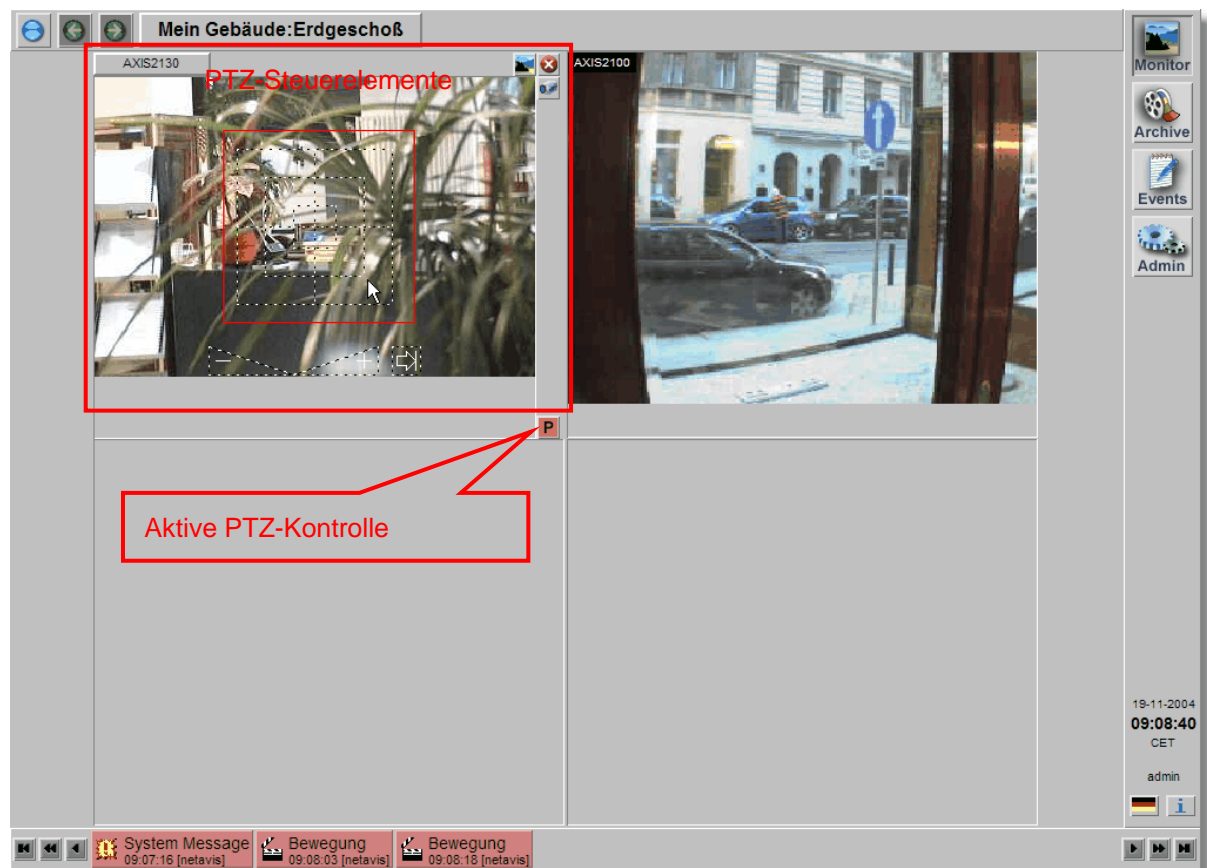 Mein Gebäude:Erdgeschoß
AXIS2130
PTZ-Steuerelemente
AXIS2100
P
Aktive PTZ-Kontrolle
Monitor
Archive
Events
Admin
19-11-2004
09:08:40
CET
admin
i
System Message
09:07:16 [netavis]
Bewegung
09:08:03 [netavis]
Bewegung
09:08:18 [netavis]